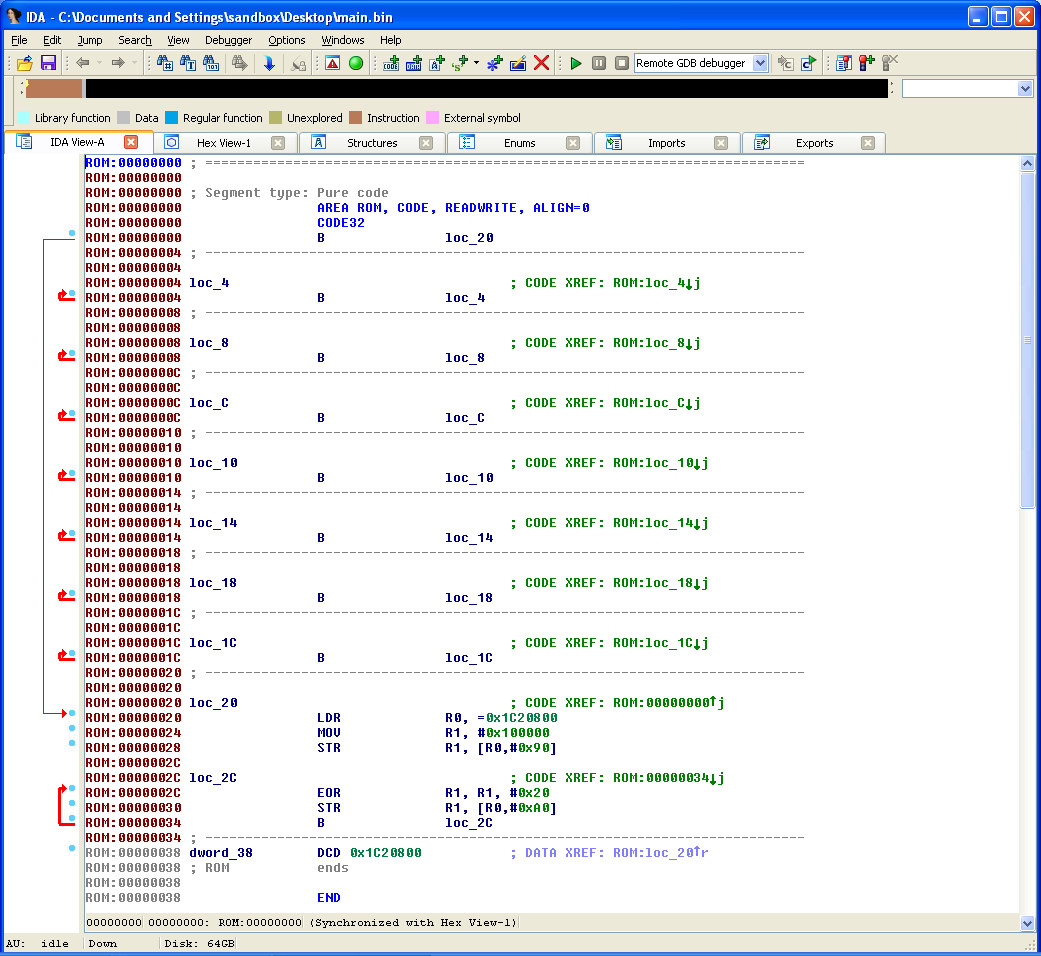 IDA - C:\Documents and Settings\sandbox\Desktop\main.bin
File Edit Jump Search View Debugger Options Windows Help
Remote GDB debugger
Library function Data Regular function Unexplored Instruction External symbol
IDA View-A Hex View-1 Structures Enums Imports Exports
ROM:00000000 ; ===========================================================================
ROM:00000000
ROM:00000000 ; Segment type: Pure code
ROM:00000000 AREA ROM, CODE, READWRITE, ALIGN=0
ROM:00000000 CODE32
ROM:00000000 B loc_20
ROM:00000004 ; ---------------------------------------------------------------------------
ROM:00000004
ROM:00000004 loc_4 ; CODE XREF: ROM:loc_4↓j
ROM:00000004 B loc_4
ROM:00000008 ; ---------------------------------------------------------------------------
ROM:00000008
ROM:00000008 loc_8 ; CODE XREF: ROM:loc_8↓j
ROM:00000008 B loc_8
ROM:0000000C ; ---------------------------------------------------------------------------
ROM:0000000C
ROM:0000000C loc_C ; CODE XREF: ROM:loc_C↓j
ROM:0000000C B loc_C
ROM:00000010 ; ---------------------------------------------------------------------------
ROM:00000010
ROM:00000010 loc_10 ; CODE XREF: ROM:loc_10↓j
ROM:00000010 B loc_10
ROM:00000014 ; ---------------------------------------------------------------------------
ROM:00000014
ROM:00000014 loc_14 ; CODE XREF: ROM:loc_14↓j
ROM:00000014 B loc_14
ROM:00000018 ; ---------------------------------------------------------------------------
ROM:00000018
ROM:00000018 loc_18 ; CODE XREF: ROM:loc_18↓j
ROM:00000018 B loc_18
ROM:0000001C ; ---------------------------------------------------------------------------
ROM:0000001C
ROM:0000001C loc_1C ; CODE XREF: ROM:loc_1C↓j
ROM:0000001C B loc_1C
ROM:00000020 ; ---------------------------------------------------------------------------
ROM:00000020
ROM:00000020 loc_20 ; CODE XREF: ROM:00000000↑j
ROM:00000020 LDR R0, =0x1C20800
ROM:00000024 MOV R1, #0x100000
ROM:00000028 STR R1, [R0,#0x90]
ROM:0000002C
ROM:0000002C loc_2C ; CODE XREF: ROM:00000034↓j
ROM:0000002C EOR R1, R1, #0x20
ROM:00000030 STR R1, [R0,#0xA0]
ROM:00000034 B loc_2C
ROM:00000034 ; ---------------------------------------------------------------------------
ROM:00000038 dword_38 DCD 0x1C20800 ; DATA XREF: ROM:loc_20↑r
ROM:00000038 ; ROM ends
ROM:00000038
ROM:00000038 END
00000000 00000000: ROM:00000000 (Synchronized with Hex View-1)
AU: idle Down Disk: 64GB